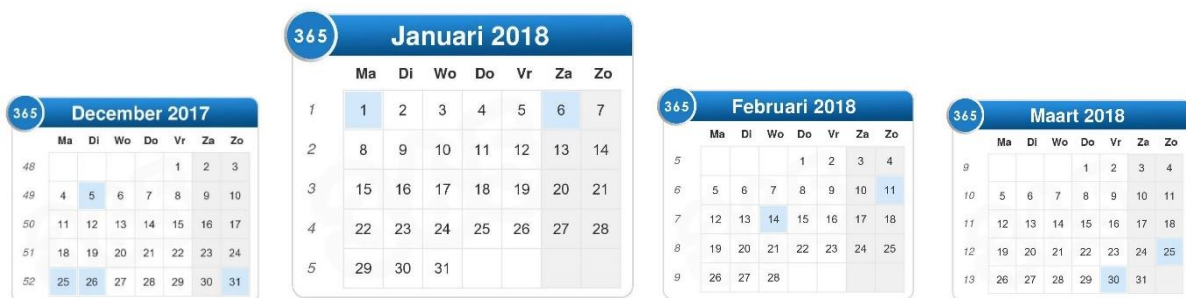 365 December 2017
Ma Di Wo Do Vr Za Zo
48 1 2 3
49 4 5 6 7 8 9 10
50 11 12 13 14 15 16 17
51 18 19 20 21 22 23 24
52 25 26 27 28 29 30 31
365 Januari 2018
Ma Di Wo Do Vr Za Zo
1 1 2 3 4 5 6 7
2 8 9 10 11 12 13 14
3 15 16 17 18 19 20 21
4 22 23 24 25 26 27 28
5 29 30 31
365 Februari 2018
Ma Di Wo Do Vr Za Zo
5 1 2 3 4
6 5 6 7 8 9 10 11
7 12 13 14 15 16 17 18
8 19 20 21 22 23 24 25
9 26 27 28
365 Maart 2018
Ma Di Wo Do Vr Za Zo
9 1 2 3 4
10 5 6 7 8 9 10 11
11 12 13 14 15 16 17 18
12 19 20 21 22 23 24 25
13 26 27 28 29 30 31